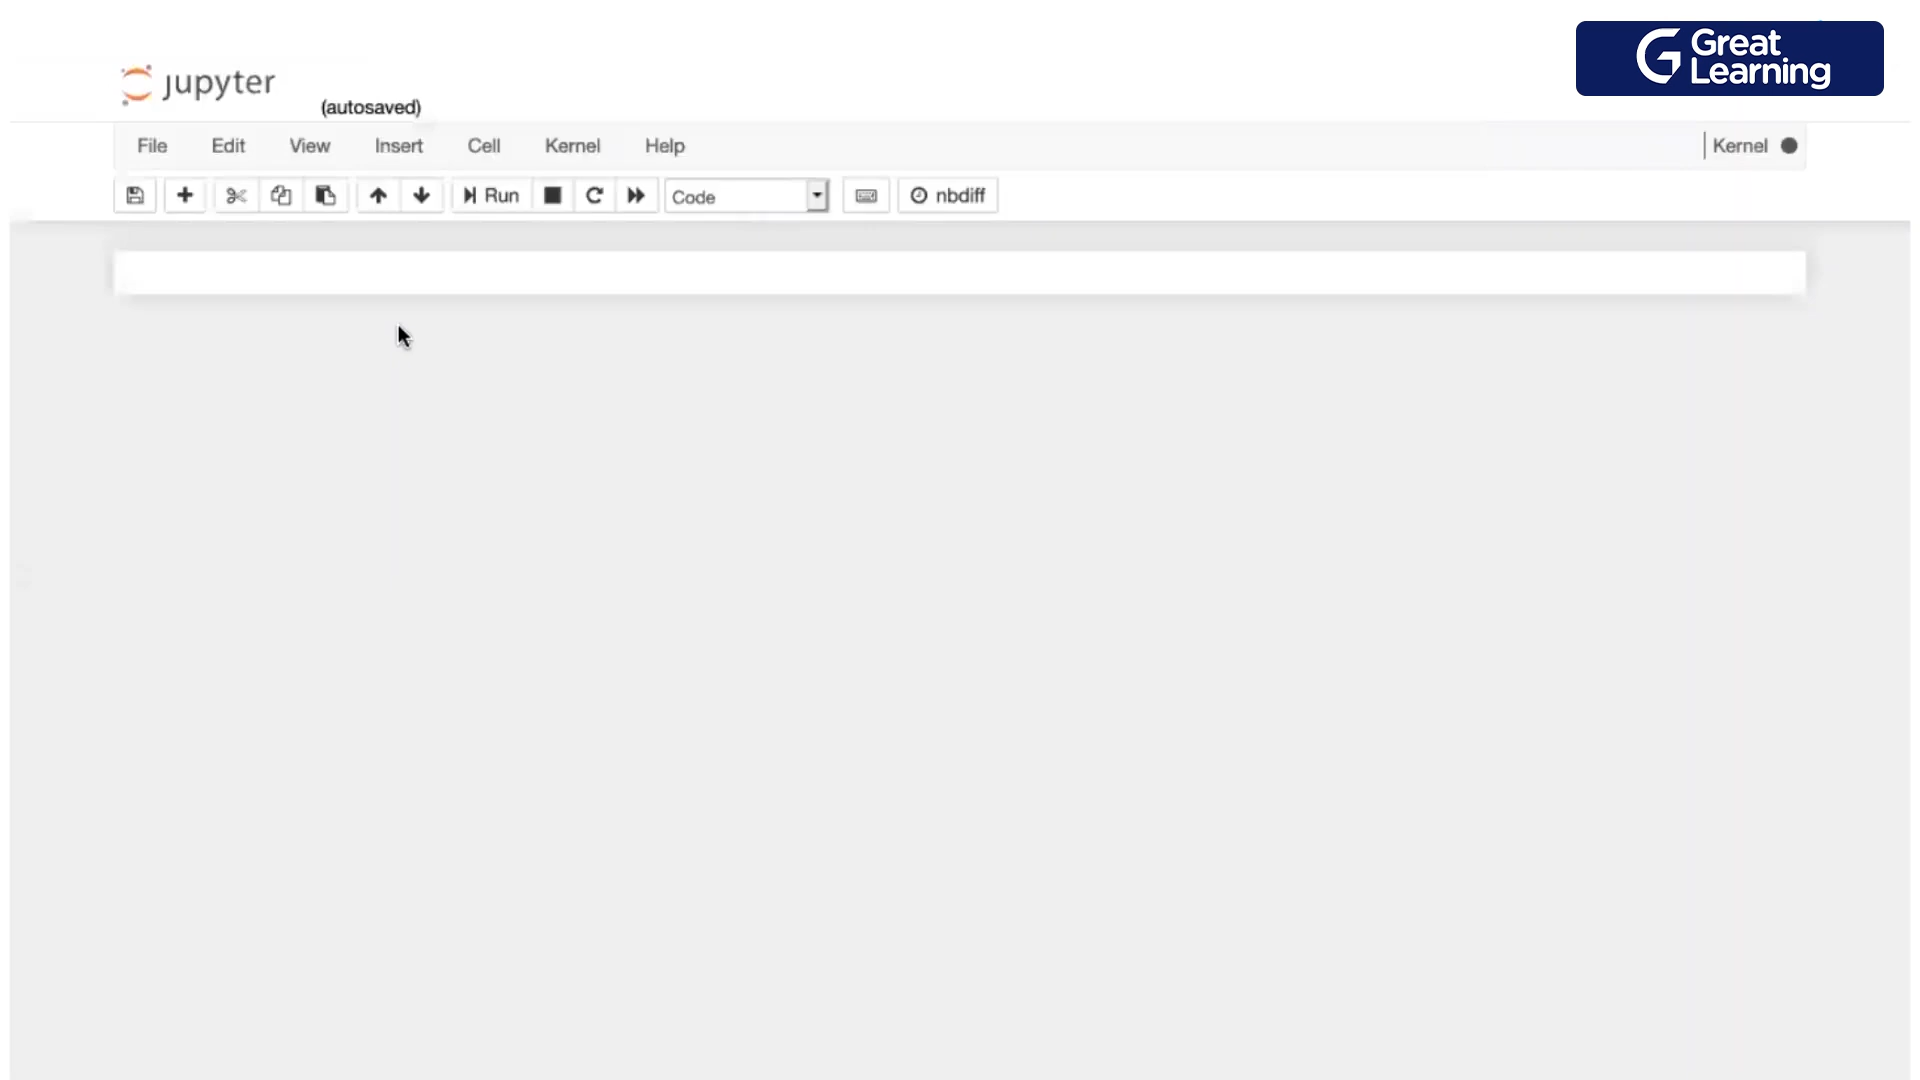 Great
Learning
jupyter
(autosaved)
File Edit View Insert Cell Kernel Help
Kernel
Run
Code
nbdiff